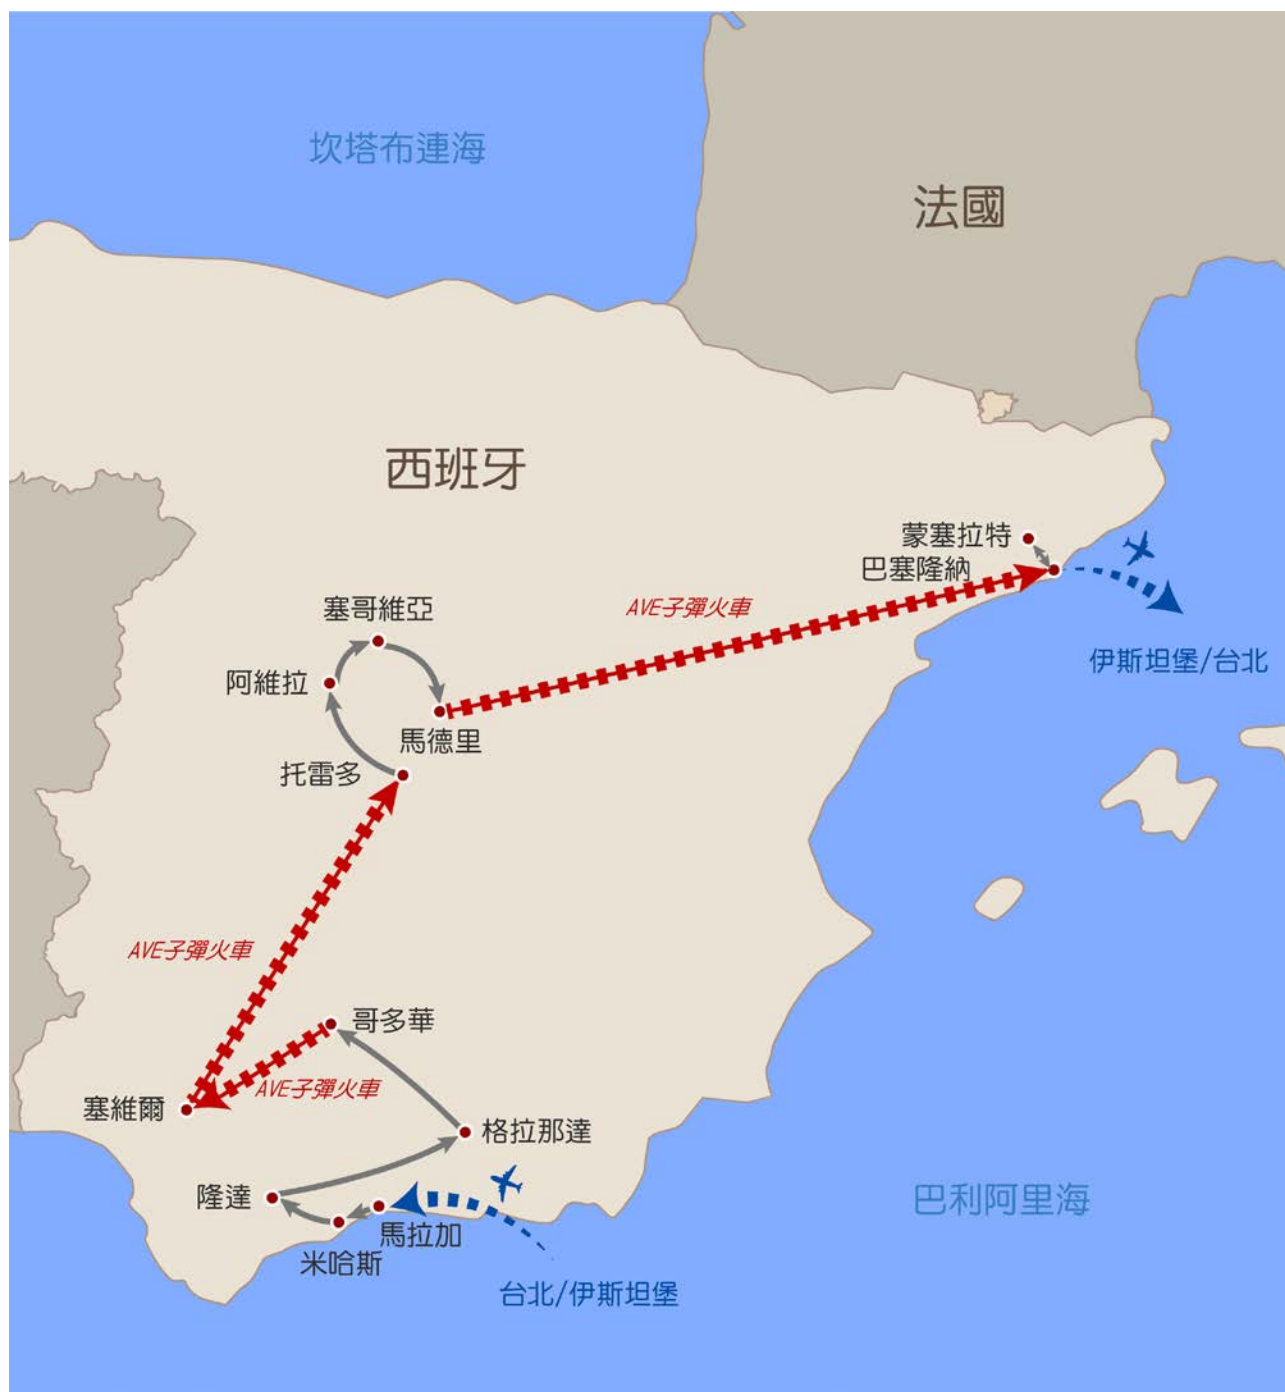 坎塔布連海
法國
西班牙
蒙塞拉特
巴塞隆納
AVE子彈火車
塞哥維亞
伊斯坦堡/台北
阿維拉
馬德里
托雷多
AVE子彈火車
哥多華
AVE子彈火車
塞維爾
格拉那達
隆達
巴利阿里海
馬拉加
米哈斯
台北/伊斯坦堡